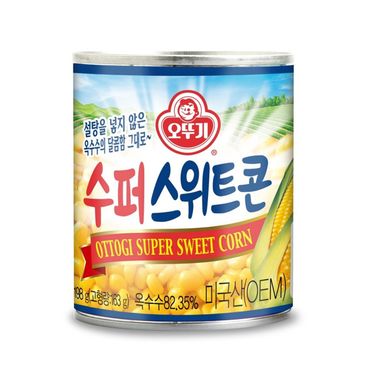 오뚜기
설탕을 넣지 않은
옥수수의 달콤함 그대로~
수퍼스위트콘
OTTOGI SUPER SWEET CORN
198 g(고형량:163 g) 옥수수82.35% 미국산(OEM)